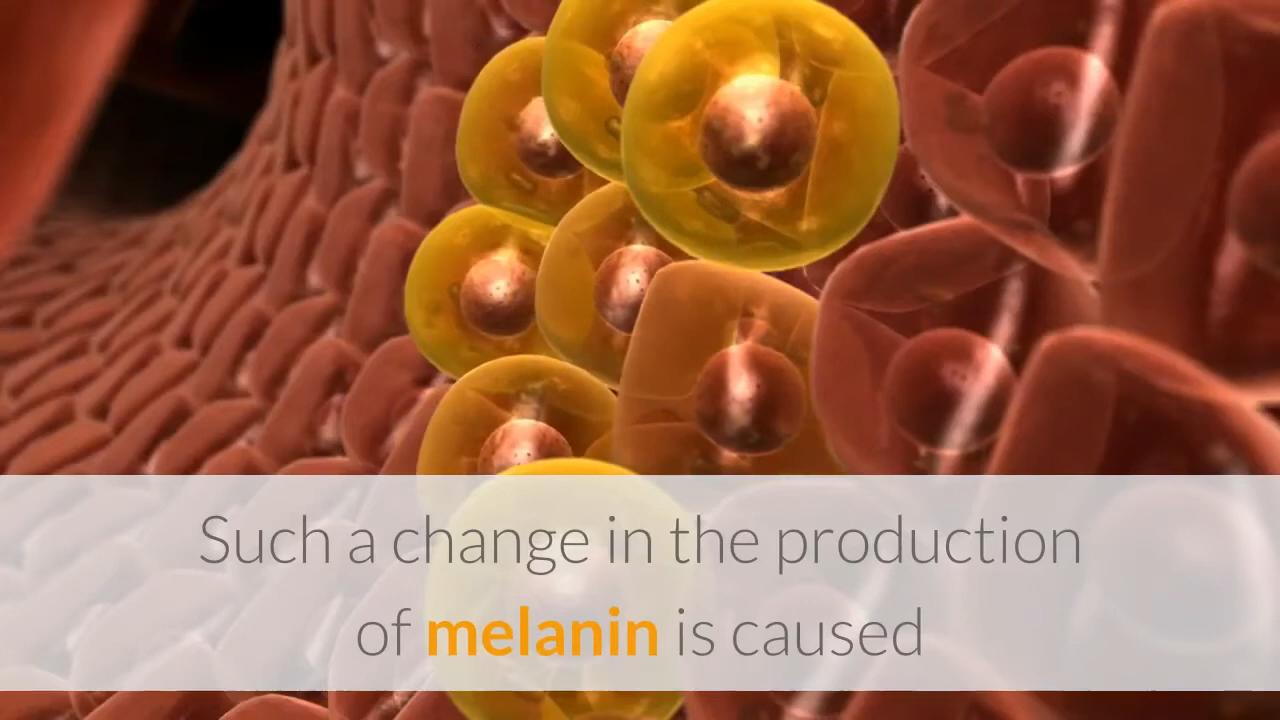 Such a change in the production
of melanin is caused